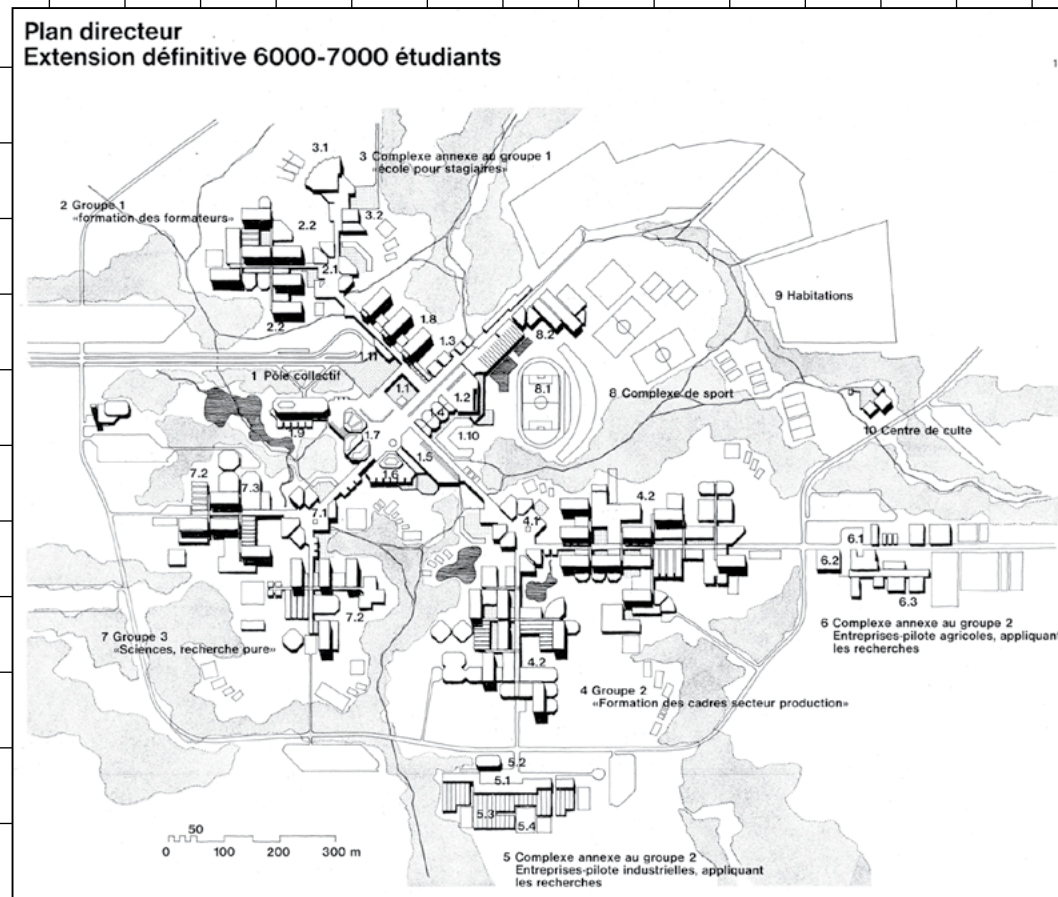 Plan directeur
Extension définitive 6000-7000 étudiants
1
3.1
3 Complexe annexe au groupe 1
«école pour stagiaires»
2 Groupe 1
«formation des formateurs»
2.2
3.2
2.1
2.2
1.8
1.3
1.11
8.2
9 Habitations
1 Pôle collectif
1.1
1.2
8.1
8 Complexe de sport
1.4
1.9
1.7
1.10
10 Centre de culte
1.5
1.6
7.2
7.3
4.2
7.1
4.1
6.1
6.2
6.3
7.2
6 Complexe annexe au groupe 2
Entreprises-pilote agricoles, appliquant
les recherches
7 Groupe 3
«Sciences, recherche pure»
4.2
4 Groupe 2
«Formation des cadres secteur production»
5.2
5.1
5.3
5.4
50
0 100 200 300 m
5 Complexe annexe au groupe 2
Entreprises-pilote industrielles, appliquant
les recherches